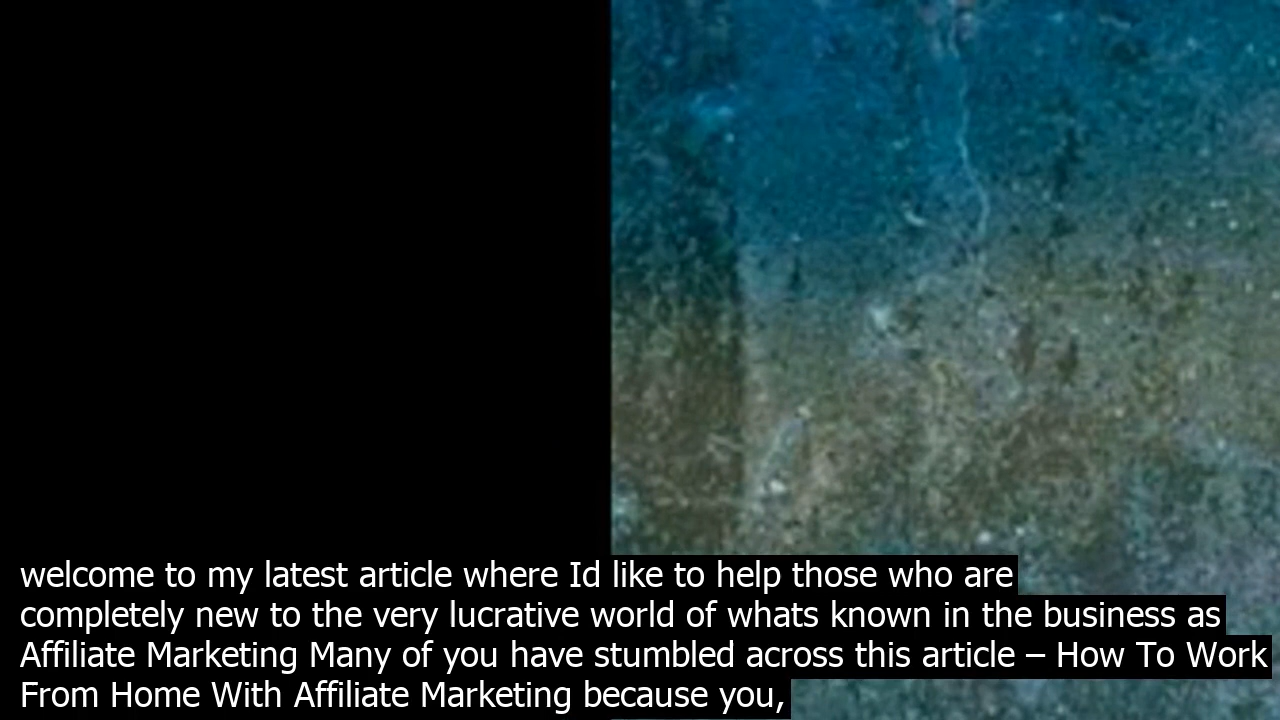 welcome to my latest article where Id like to help those who are
completely new to the very lucrative world of whats known in the business as
Affiliate Marketing Many of you have stumbled across this article – How To Work
From Home With Affiliate Marketing because you,